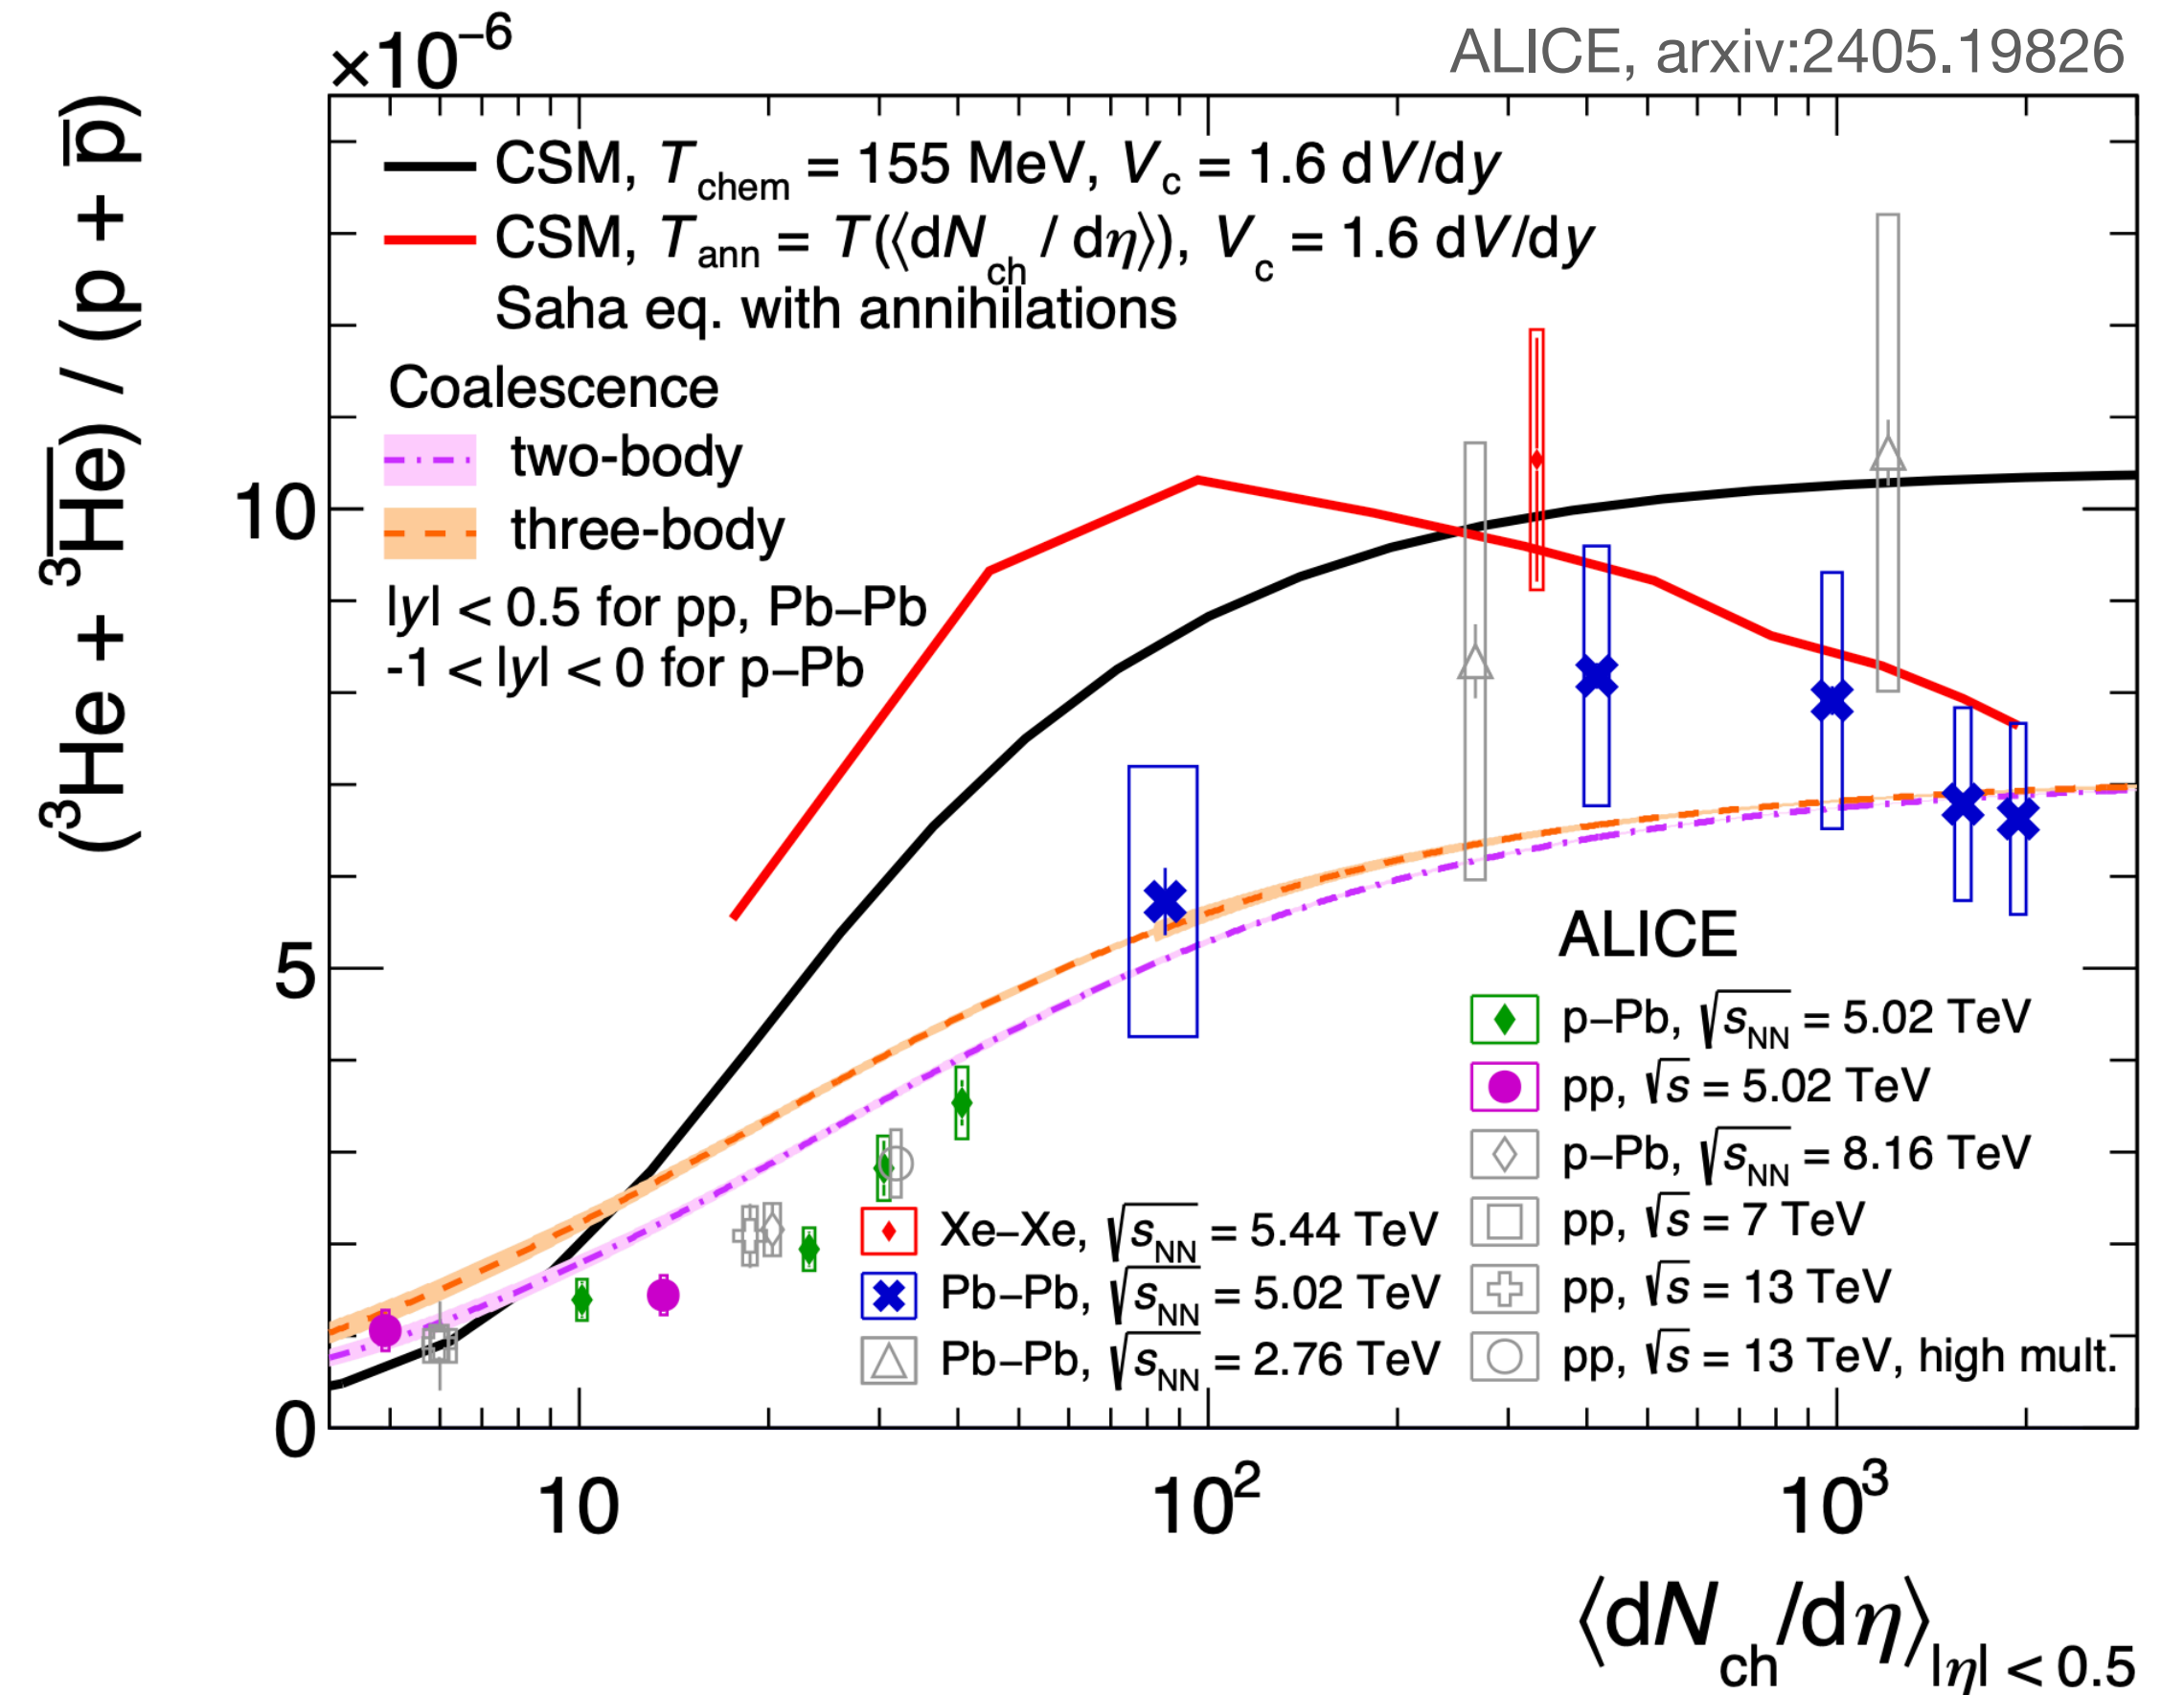 ALICE, arxiv:2405.19826
×10⁻⁶
(³He + ³H̅e̅) / (p + p̅)
CSM, T_chem = 155 MeV, V_c = 1.6 dV/dy
CSM, T_ann = T(⟨dN_ch / dη⟩), V_c = 1.6 dV/dy
Saha eq. with annihilations
Coalescence
two-body
three-body
|y| < 0.5 for pp, Pb−Pb
-1 < |y| < 0 for p−Pb
10
5
0
ALICE
p−Pb, √s_NN = 5.02 TeV
pp, √s = 5.02 TeV
p−Pb, √s_NN = 8.16 TeV
pp, √s = 7 TeV
pp, √s = 13 TeV
pp, √s = 13 TeV, high mult.
Xe−Xe, √s_NN = 5.44 TeV
Pb−Pb, √s_NN = 5.02 TeV
Pb−Pb, √s_NN = 2.76 TeV
10 10² 10³
⟨dN_ch/dη⟩_|η| < 0.5